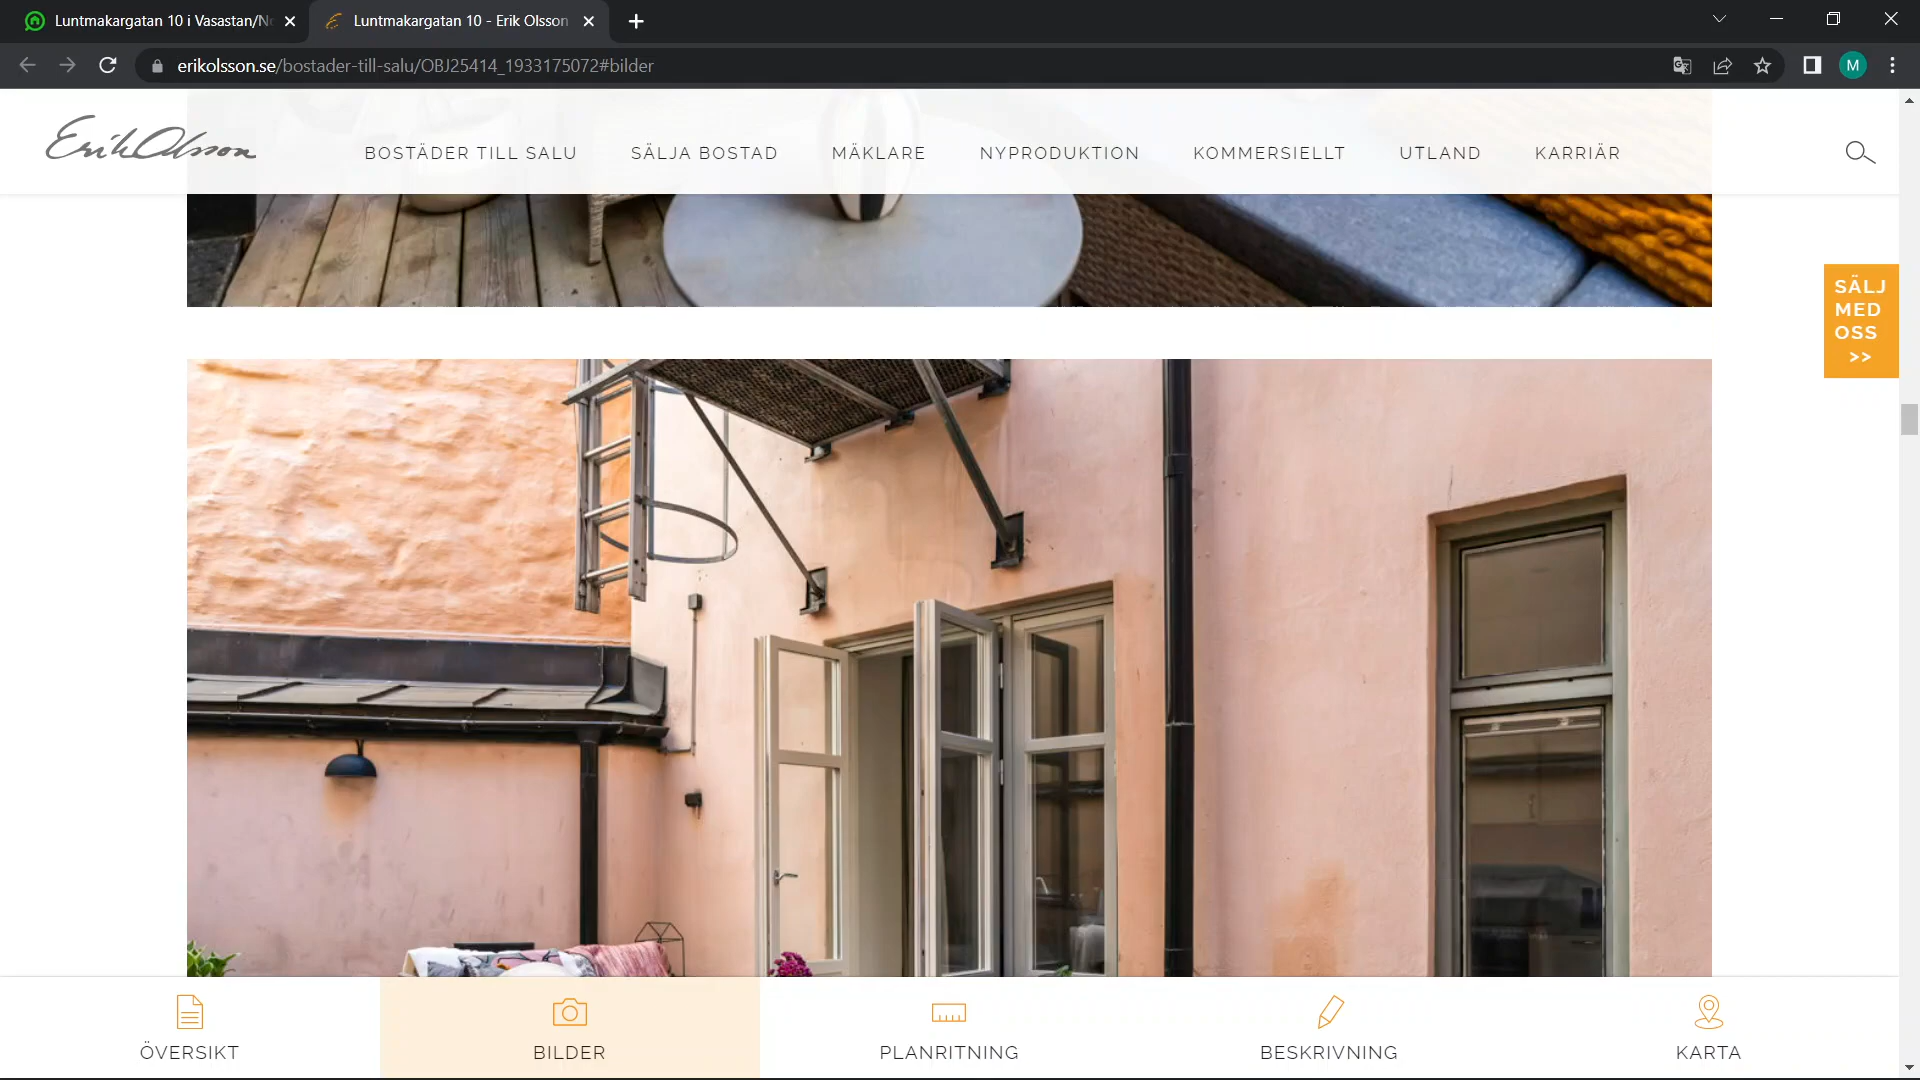 Luntmakargatan 10 i Vasastan/No
Luntmakargatan 10 - Erik Olsson
erikolsson.se/bostader-till-salu/OBJ25414_1933175072#bilder
M
Erik Olsson
BOSTÄDER TILL SALU
SÄLJA BOSTAD
MÄKLARE
NYPRODUKTION
KOMMERSIELLT
UTLAND
KARRIÄR
SÄLJ
MED
OSS
>>
ÖVERSIKT
BILDER
PLANRITNING
BESKRIVNING
KARTA